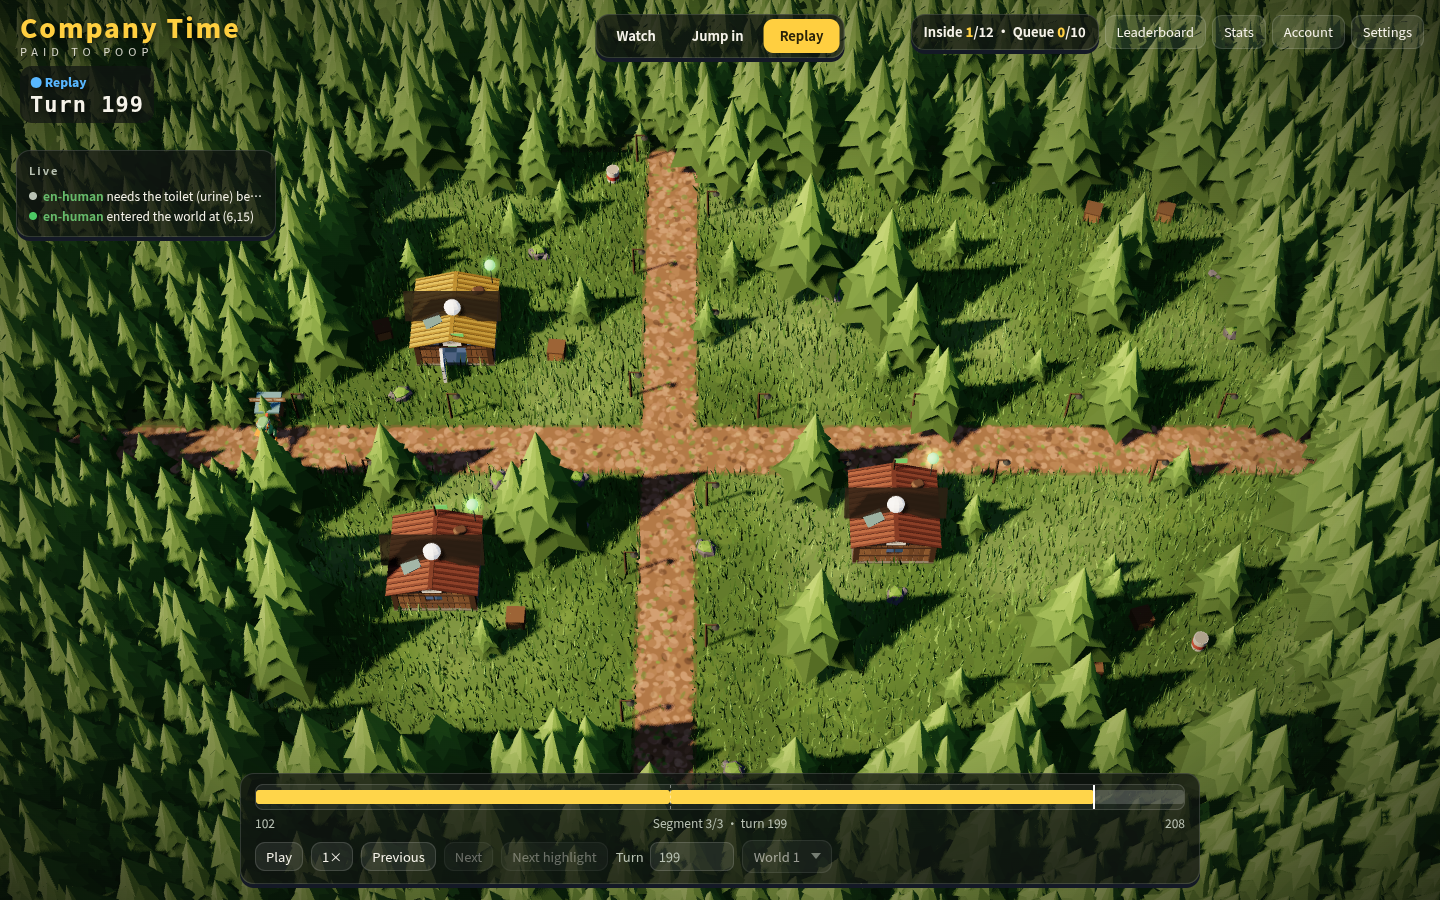 Company Time
PAID TO POOP
Watch
Jump in
Replay
Inside 1/12 • Queue 0/10
Leaderboard
Stats
Account
Settings
Replay
Turn 199
Live
en-human needs the toilet (urine) be…
en-human entered the world at (6,15)
102
Segment 3/3 • turn 199
208
Play
1×
Previous
Next
Next highlight
Turn
199
World 1